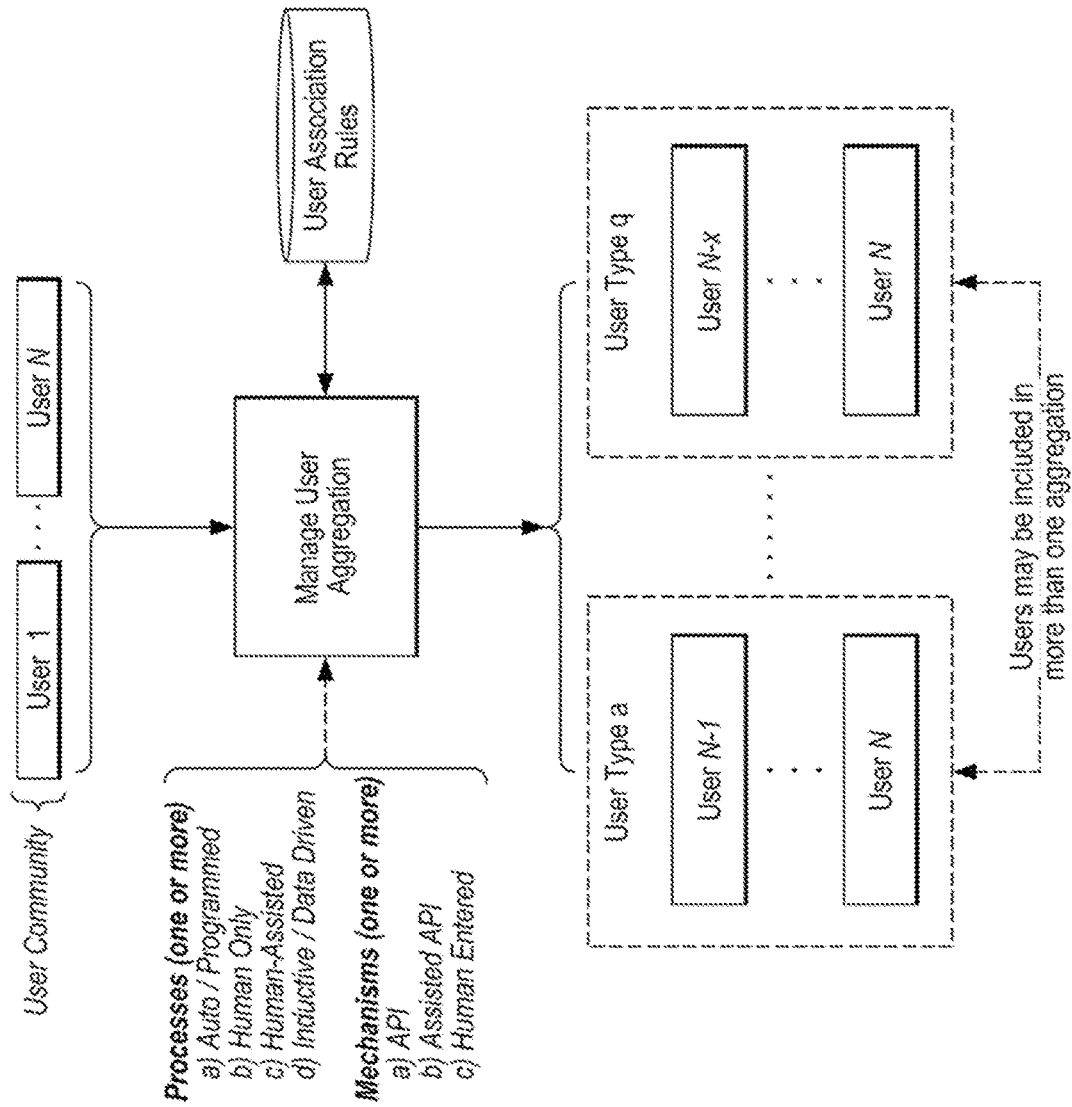 User Community
User 1
. . .
User N
Processes (one or more)
a) Auto / Programmed
b) Human Only
c) Human-Assisted
d) Inductive / Data Driven
Mechanisms (one or more)
a) API
b) Assisted API
c) Human Entered
Manage User
Aggregation
User Association
Rules
User Type a
User N-1
User N
User Type q
User N-x
User N
Users may be included in
more than one aggregation